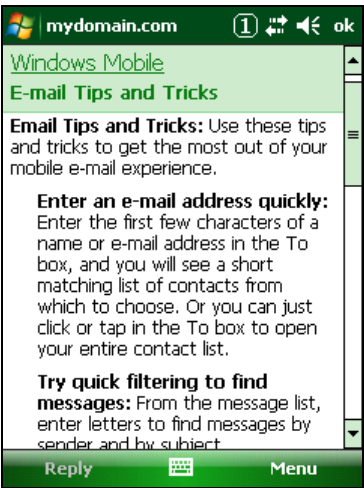 mydomain.com 1 ok
Windows Mobile
E-mail Tips and Tricks
Email Tips and Tricks: Use these tips
and tricks to get the most out of your
mobile e-mail experience.
Enter an e-mail address quickly:
Enter the first few characters of a
name or e-mail address in the To
box, and you will see a short
matching list of contacts from
which to choose. Or you can just
click or tap in the To box to open
your entire contact list.
Try quick filtering to find
messages: From the message list,
enter letters to find messages by
sender and by subject
Reply Menu